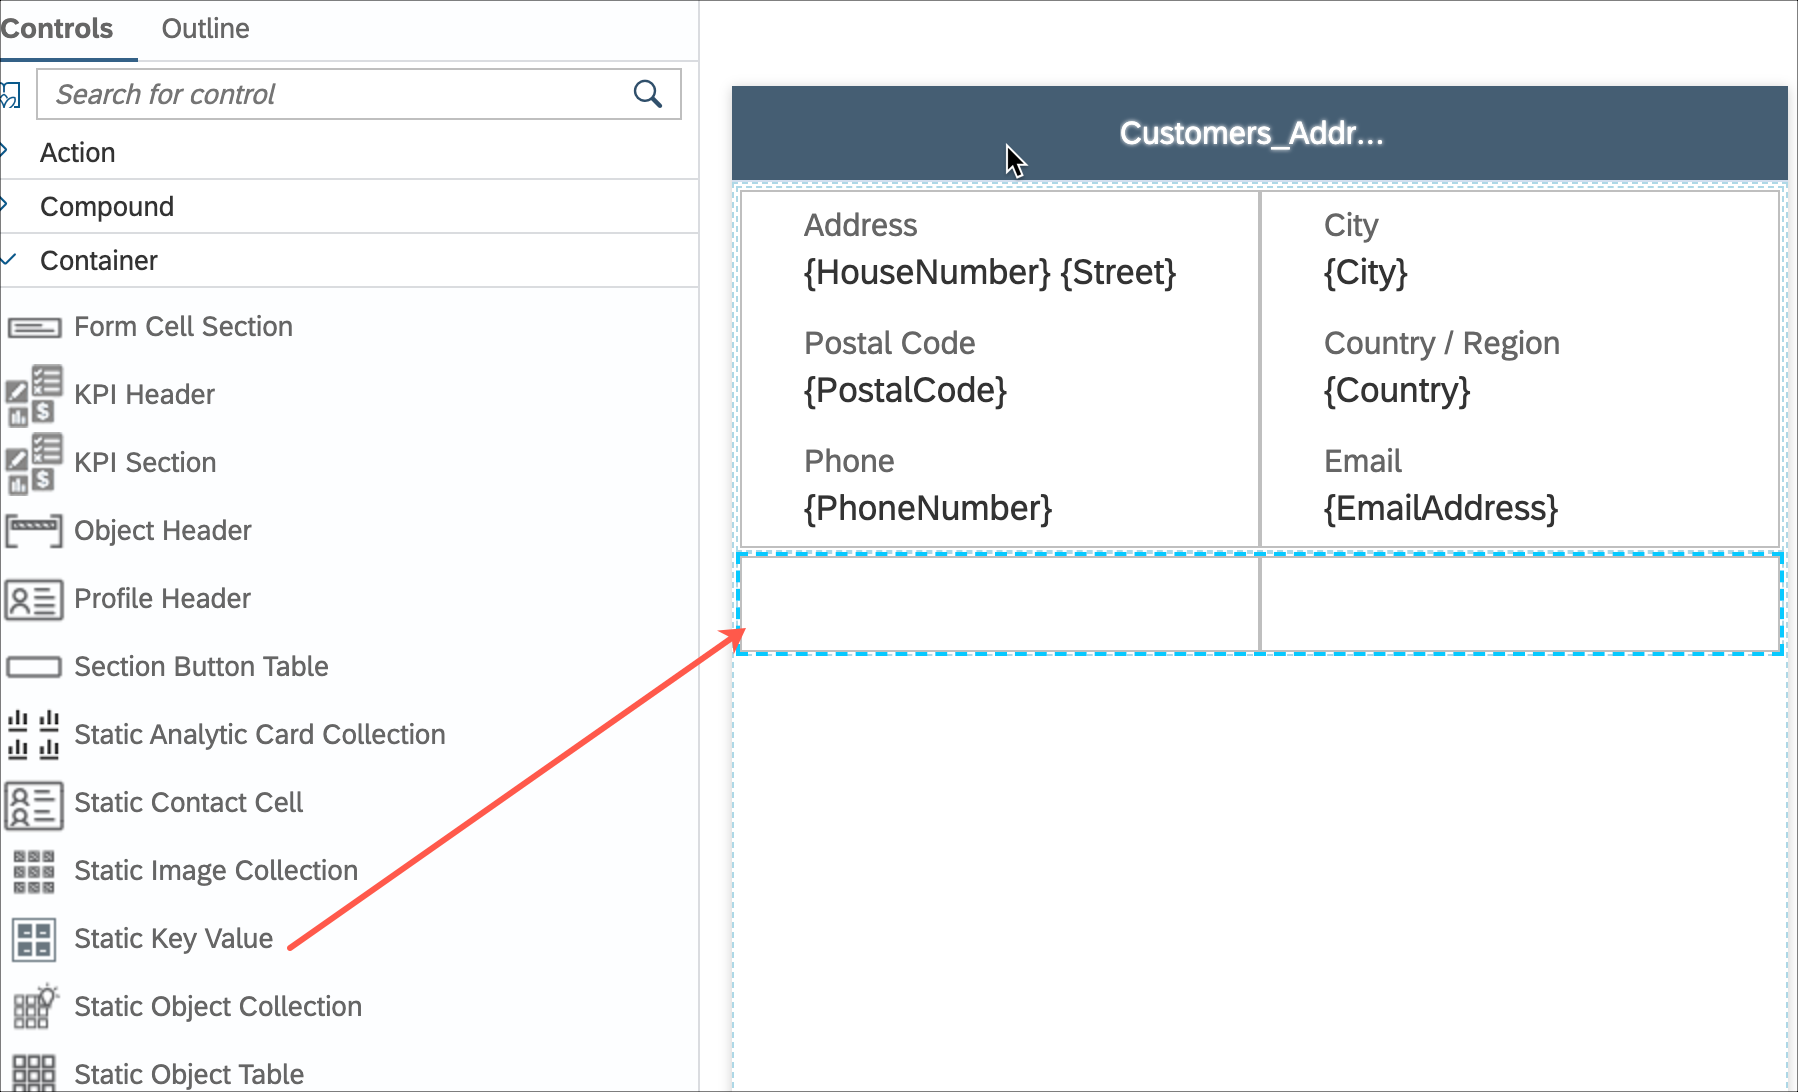 Controls
Outline
Search for control
Action
Compound
Container
Form Cell Section
KPI Header
KPI Section
Object Header
Profile Header
Section Button Table
Static Analytic Card Collection
Static Contact Cell
Static Image Collection
Static Key Value
Static Object Collection
Static Object Table
Customers_Addr...
Address
{HouseNumber} {Street}
City
{City}
Postal Code
{PostalCode}
Country / Region
{Country}
Phone
{PhoneNumber}
Email
{EmailAddress}